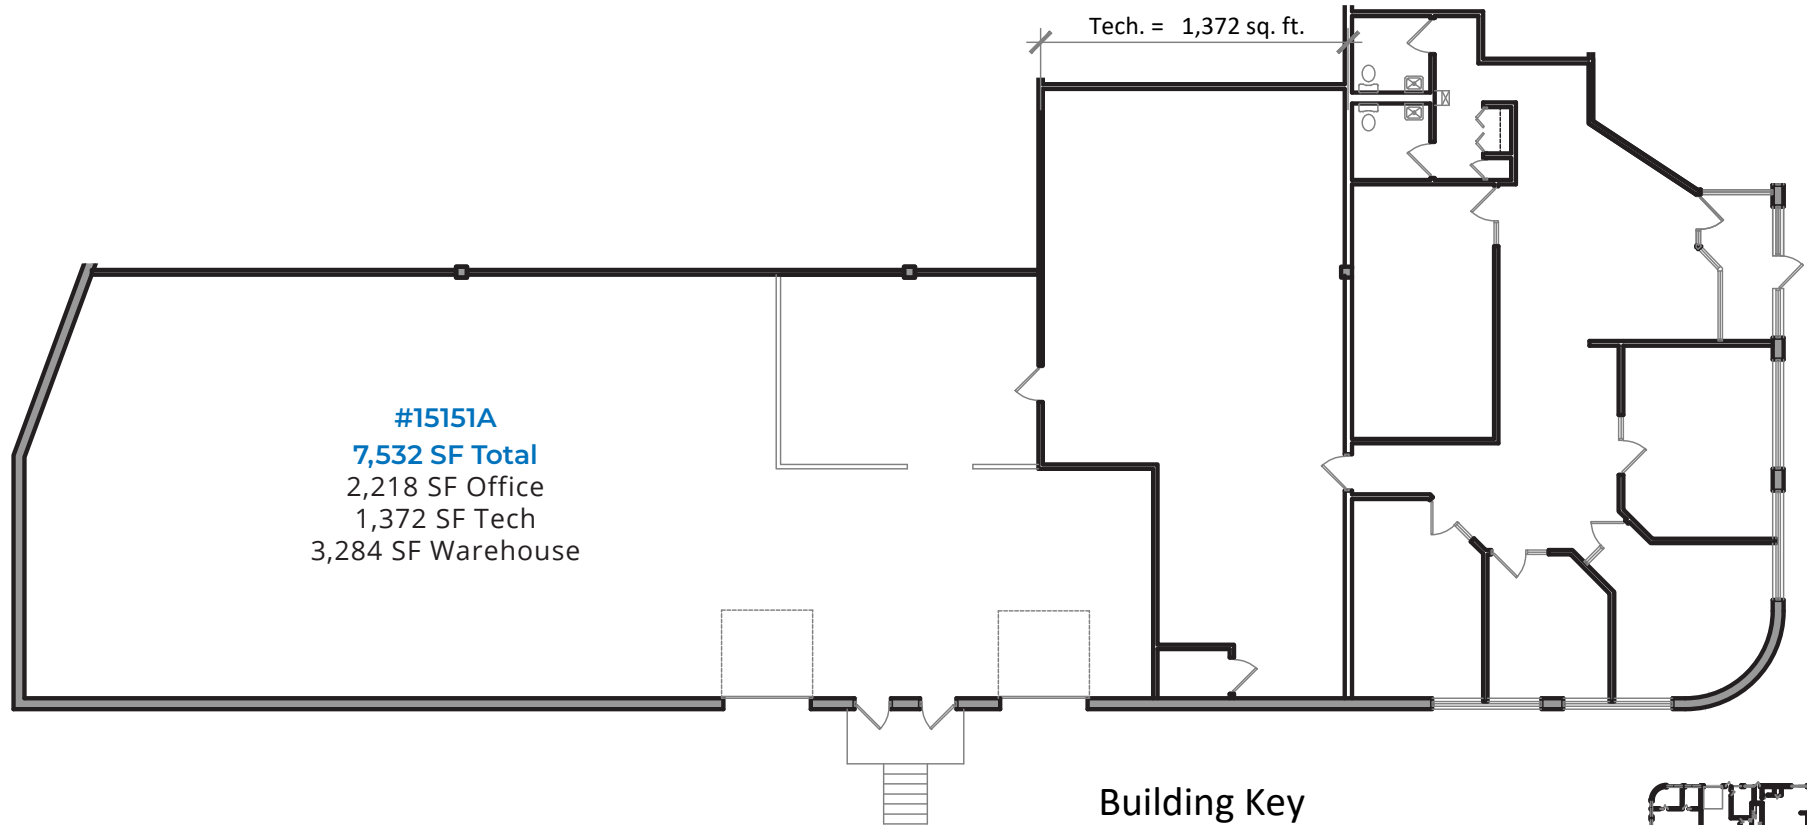 Tech. = 1,372 sq. ft.
#15151A
7,532 SF Total
2,218 SF Office
1,372 SF Tech
3,284 SF Warehouse
Building Key